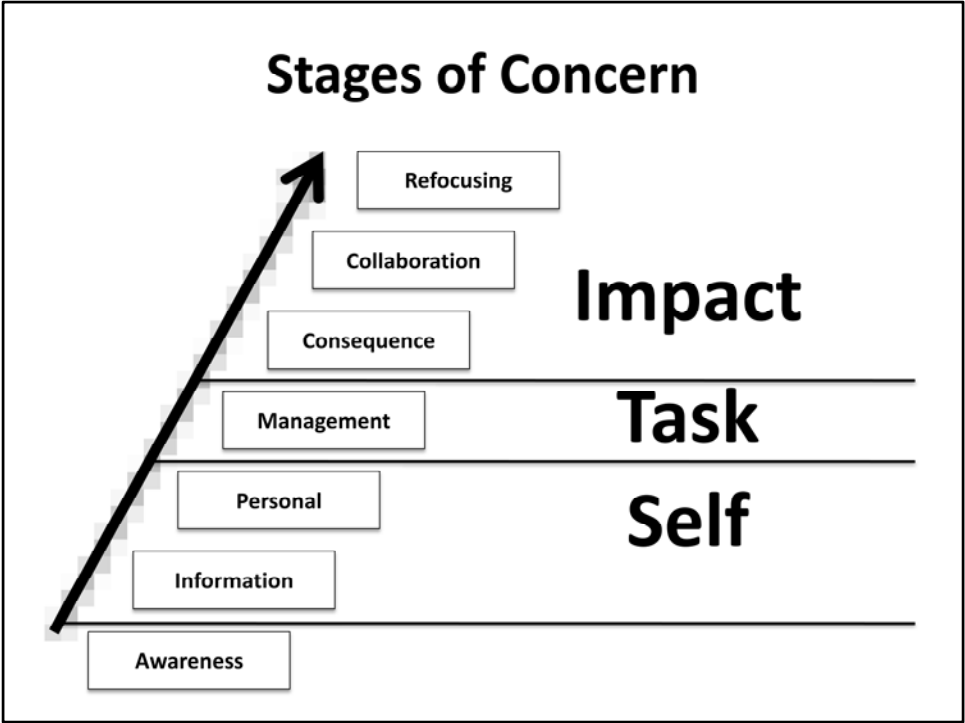 Stages of Concern
Refocusing
Collaboration
Impact
Consequence
Management
Task
Personal
Self
Information
Awareness